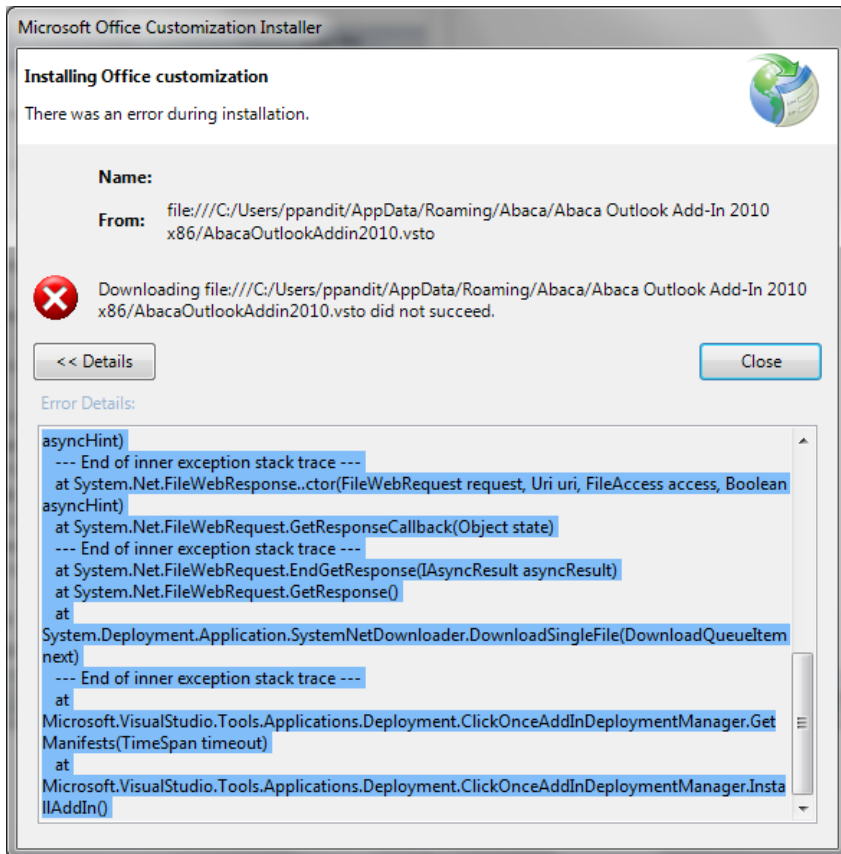 Microsoft Office Customization Installer
Installing Office customization
There was an error during installation.
Name:
From: file:///C:/Users/ppandit/AppData/Roaming/Abaca/Abaca Outlook Add-In 2010
x86/AbacaOutlookAddin2010.vsto
Downloading file:///C:/Users/ppandit/AppData/Roaming/Abaca/Abaca Outlook Add-In 2010
x86/AbacaOutlookAddin2010.vsto did not succeed.
<< Details
Close
Error Details:
asyncHint)
--- End of inner exception stack trace ---
at System.Net.FileWebResponse..ctor(FileWebRequest request, Uri uri, FileAccess access, Boolean
asyncHint)
at System.Net.FileWebRequest.GetResponseCallback(Object state)
--- End of inner exception stack trace ---
at System.Net.FileWebRequest.EndGetResponse(IAsyncResult asyncResult)
at System.Net.FileWebRequest.GetResponse()
at
System.Deployment.Application.SystemNetDownloader.DownloadSingleFile(DownloadQueueItem
next)
--- End of inner exception stack trace ---
at
Microsoft.VisualStudio.Tools.Applications.Deployment.ClickOnceAddInDeploymentManager.Get
Manifests(TimeSpan timeout)
at
Microsoft.VisualStudio.Tools.Applications.Deployment.ClickOnceAddInDeploymentManager.Insta
llAddIn()